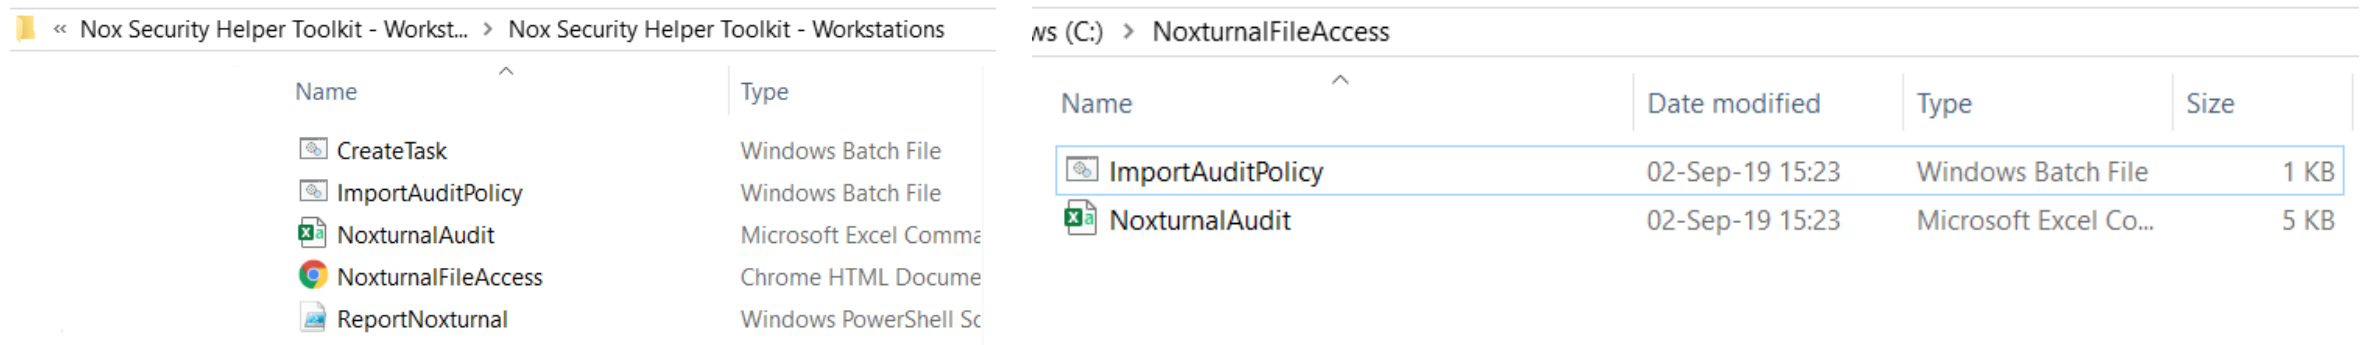 « Nox Security Helper Toolkit - Workst... > Nox Security Helper Toolkit - Workstations
Name Type
CreateTask Windows Batch File
ImportAuditPolicy Windows Batch File
NoxturnalAudit Microsoft Excel Comma
NoxturnalFileAccess Chrome HTML Docume
ReportNoxturnal Windows PowerShell Sc
ws (C:) > NoxturnalFileAccess
Name Date modified Type Size
ImportAuditPolicy 02-Sep-19 15:23 Windows Batch File 1 KB
NoxturnalAudit 02-Sep-19 15:23 Microsoft Excel Co... 5 KB